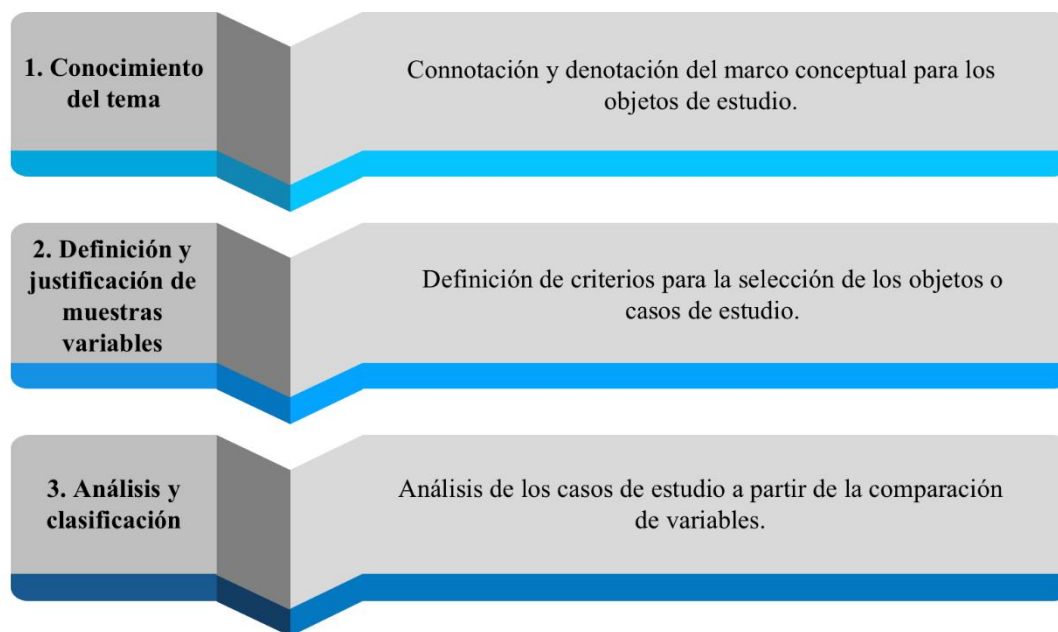 1. Conocimiento
del tema
Connotación y denotación del marco conceptual para los
objetos de estudio.
2. Definición y
justificación de
muestras
variables
Definición de criterios para la selección de los objetos o
casos de estudio.
3. Análisis y
clasificación
Análisis de los casos de estudio a partir de la comparación
de variables.